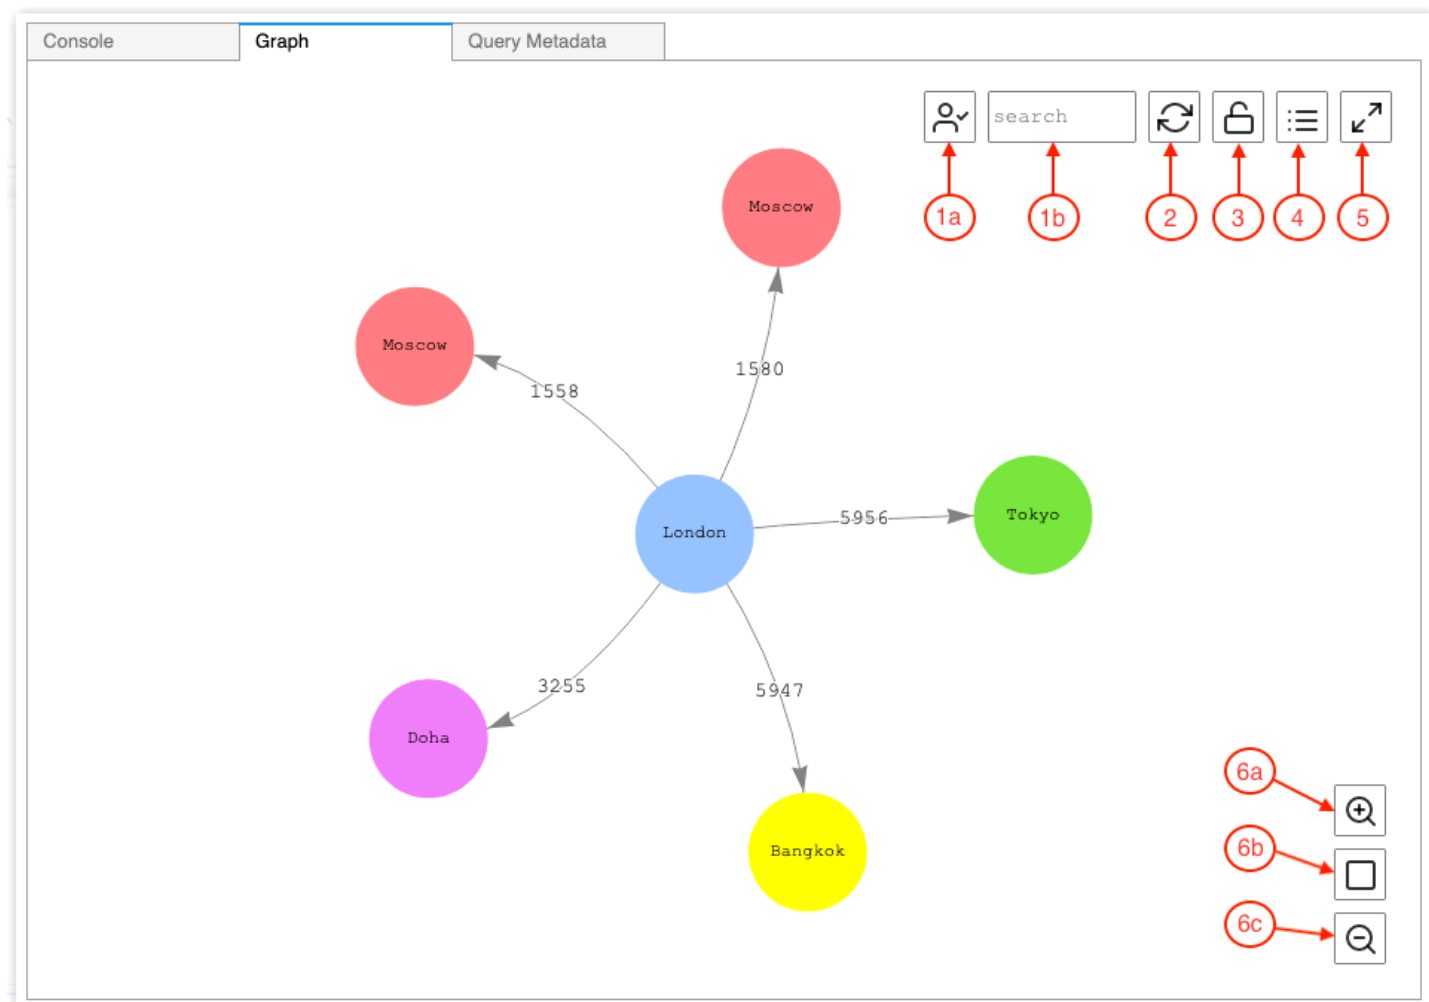 Console
Graph
Query Metadata
search
1a
1b
2
3
4
5
Moscow
Moscow
1580
1558
Tokyo
5956
London
3255
5947
Doha
Bangkok
6a
6b
6c